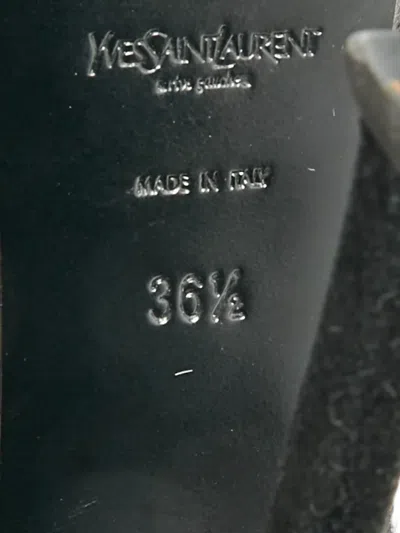 YVESSAINTLAURENT
rive gauche
MADE IN ITALY
36½